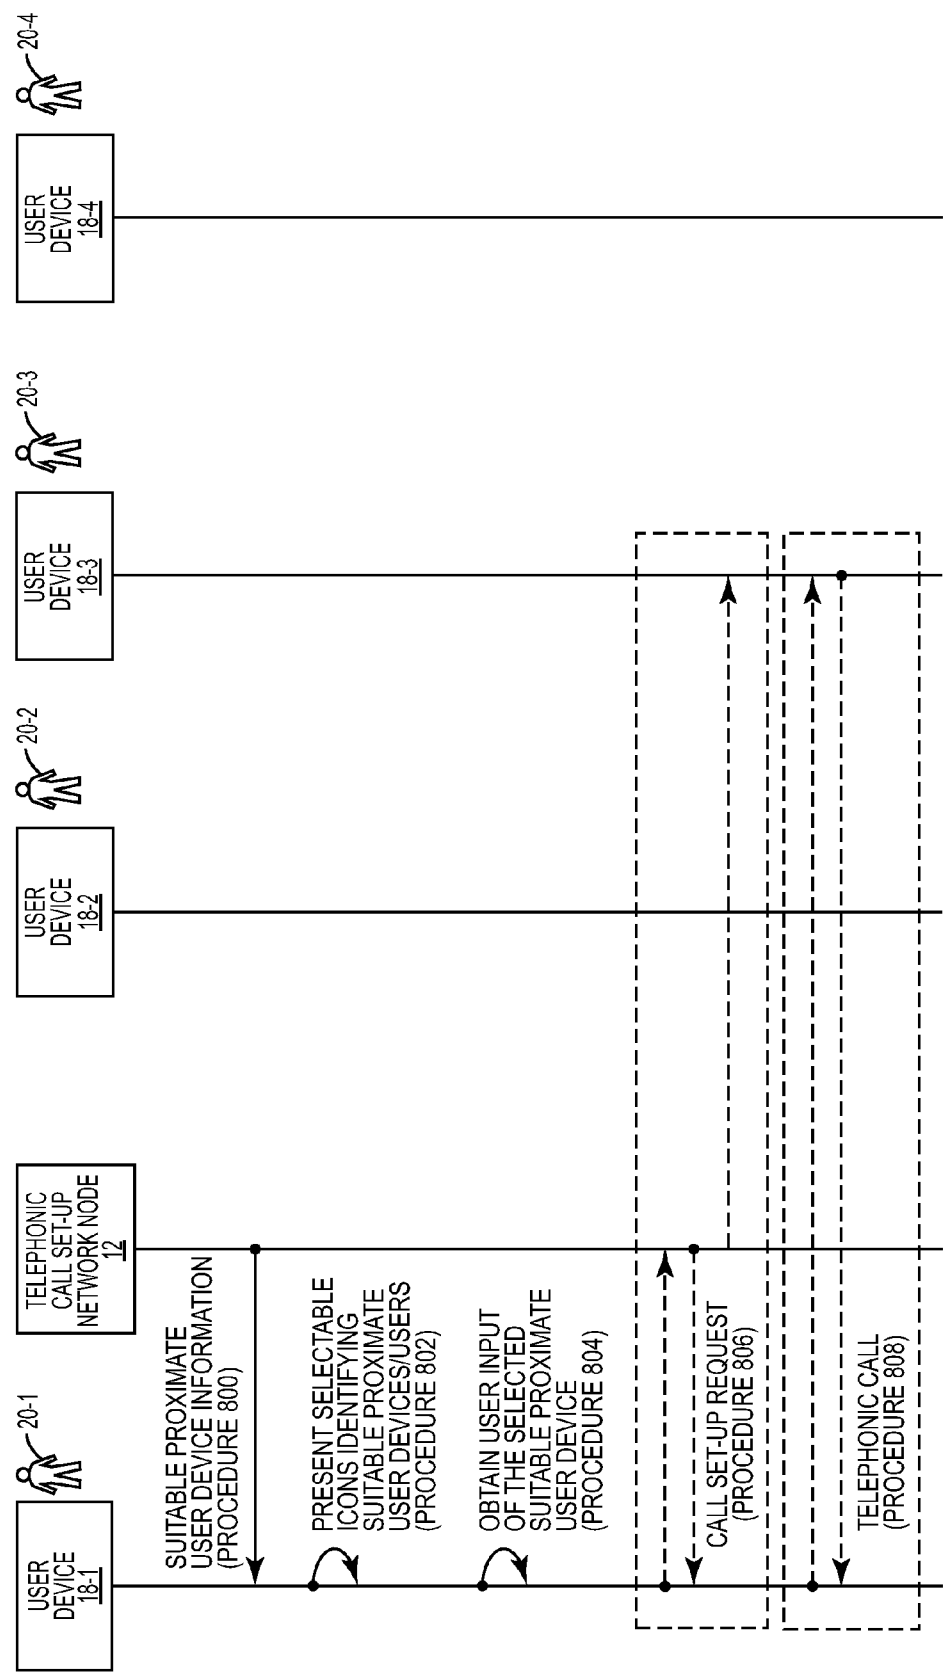 USER
DEVICE
18-1
20-1
TELEPHONIC
CALL SET-UP
NETWORK NODE
12
USER
DEVICE
18-2
20-2
USER
DEVICE
18-3
20-3
USER
DEVICE
18-4
20-4
SUITABLE PROXIMATE
USER DEVICE INFORMATION
(PROCEDURE 800)
PRESENT SELECTABLE
ICONS IDENTIFYING
SUITABLE PROXIMATE
USER DEVICES/USERS
(PROCEDURE 802)
OBTAIN USER INPUT
OF THE SELECTED
SUITABLE PROXIMATE
USER DEVICE
(PROCEDURE 804)
CALL SET-UP REQUEST
(PROCEDURE 806)
TELEPHONIC CALL
(PROCEDURE 808)